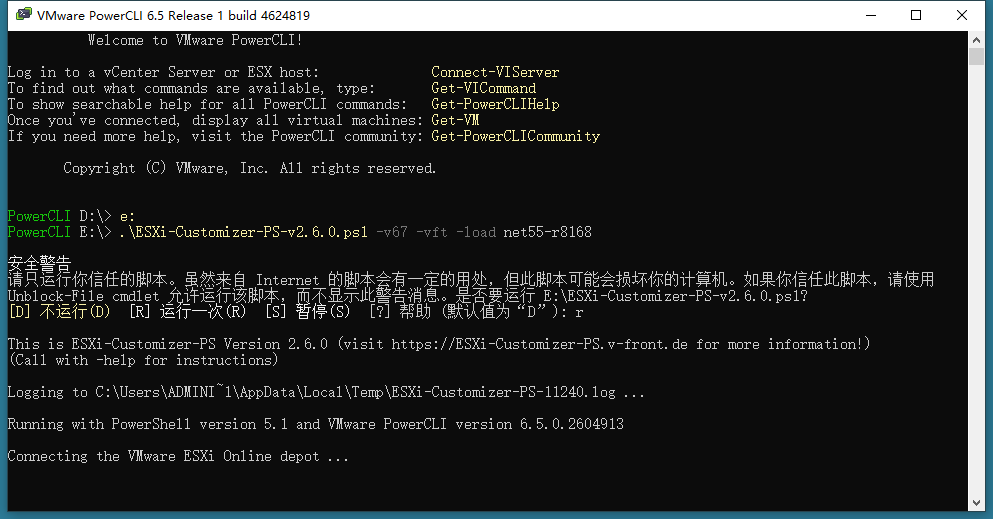 VMware PowerCLI 6.5 Release 1 build 4624819
Welcome to VMware PowerCLI!
Log in to a vCenter Server or ESX host: Connect-VIServer
To find out what commands are available, type: Get-VICommand
To show searchable help for all PowerCLI commands: Get-PowerCLIHelp
Once you've connected, display all virtual machines: Get-VM
If you need more help, visit the PowerCLI community: Get-PowerCLICommunity
Copyright (C) VMware, Inc. All rights reserved.
PowerCLI D:\> e:
PowerCLI E:\> .\ESXi-Customizer-PS-v2.6.0.ps1 -v67 -vft -load net55-r8168
安全警告
请只运行你信任的脚本。虽然来自 Internet 的脚本会有一定的用处，但此脚本可能会损坏你的计算机。如果你信任此脚本，请使用
Unblock-File cmdlet 允许运行该脚本，而不显示此警告消息。是否要运行 E:\ESXi-Customizer-PS-v2.6.0.ps1?
[D] 不运行(D) [R] 运行一次(R) [S] 暂停(S) [?] 帮助 (默认值为“D”): r
This is ESXi-Customizer-PS Version 2.6.0 (visit https://ESXi-Customizer-PS.v-front.de for more information!)
(Call with -help for instructions)
Logging to C:\Users\ADMINI~1\AppData\Local\Temp\ESXi-Customizer-PS-11240.log ...
Running with PowerShell version 5.1 and VMware PowerCLI version 6.5.0.2604913
Connecting the VMware ESXi Online depot ...